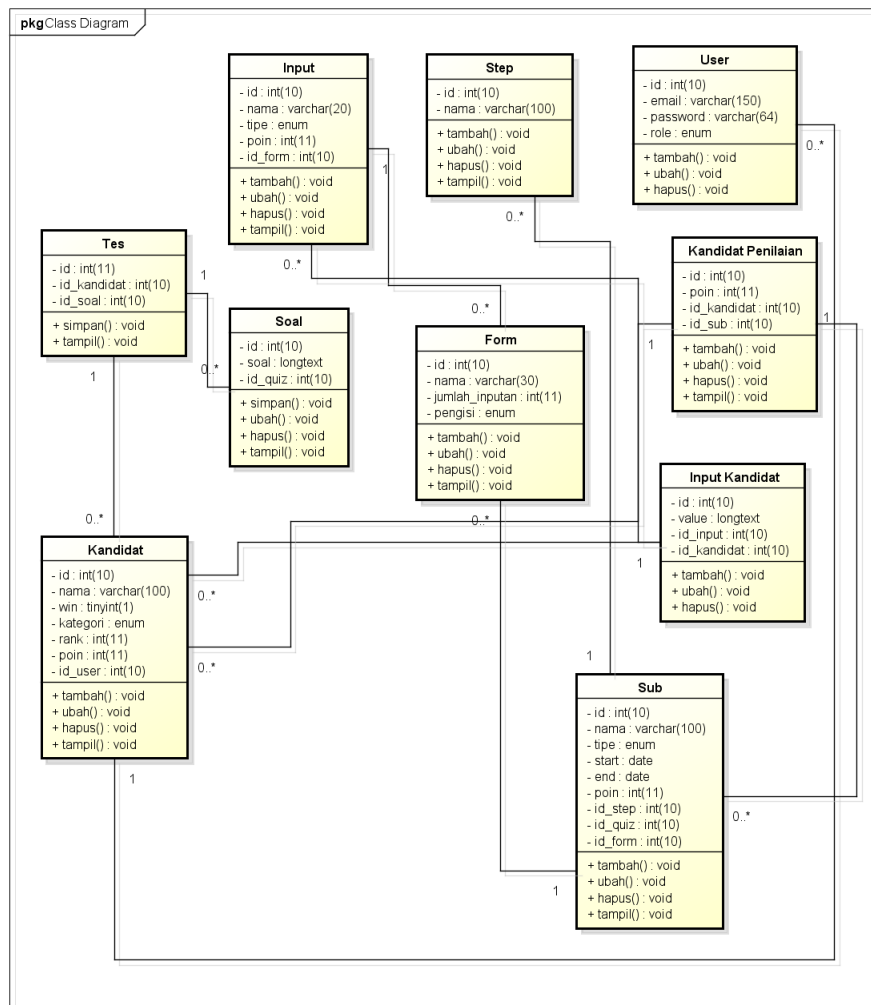 pkg Class Diagram
Input
- id : int(10)
- nama : varchar(20)
- tipe : enum
- poin : int(11)
- id_form : int(10)
+ tambah() : void
+ ubah() : void
+ hapus() : void
+ tampil() : void
Step
- id : int(10)
- nama : varchar(100)
+ tambah() : void
+ ubah() : void
+ hapus() : void
+ tampil() : void
User
- id : int(10)
- email : varchar(150)
- password : varchar(64)
- role : enum
+ tambah() : void
+ ubah() : void
+ hapus() : void
0..*
1
0..*
0..*
Tes
- id : int(11)
- id_kandidat : int(10)
- id_soal : int(10)
+ simpan() : void
+ tampil() : void
1
0..*
1
Soal
- id : int(10)
- soal : longtext
- id_quiz : int(10)
+ simpan() : void
+ ubah() : void
+ hapus() : void
+ tampil() : void
0..*
Form
- id : int(10)
- nama : varchar(30)
- jumlah_inputan : int(11)
- pengisi : enum
+ tambah() : void
+ ubah() : void
+ hapus() : void
+ tampil() : void
0..*
Kandidat Penilaian
- id : int(10)
- poin : int(11)
- id_kandidat : int(10)
- id_sub : int(10)
+ tambah() : void
+ ubah() : void
+ hapus() : void
+ tampil() : void
1
1
Input Kandidat
- id : int(10)
- value : longtext
- id_input : int(10)
- id_kandidat : int(10)
+ tambah() : void
+ ubah() : void
+ hapus() : void
1
0..*
Kandidat
- id : int(10)
- nama : varchar(100)
- win : tinyint(1)
- kategori : enum
- rank : int(11)
- poin : int(11)
- id_user : int(10)
+ tambah() : void
+ ubah() : void
+ hapus() : void
+ tampil() : void
0..*
0..*
1
1
Sub
- id : int(10)
- nama : varchar(100)
- tipe : enum
- start : date
- end : date
- poin : int(11)
- id_step : int(10)
- id_quiz : int(10)
- id_form : int(10)
+ tambah() : void
+ ubah() : void
+ hapus() : void
+ tampil() : void
0..*
1